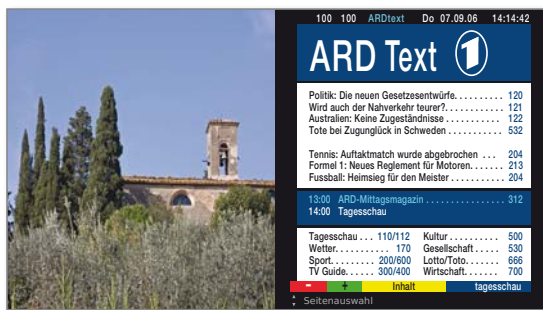 100 100 ARDtext Do 07.09.06 14:14:42
ARD Text 1
Politik: Die neuen Gesetzesentwürfe.......... 120
Wird auch der Nahverkehr teurer?........... 121
Australien: Keine Zugeständnisse ........... 122
Tote bei Zugunglück in Schweden .......... 532
Tennis: Auftaktmatch wurde abgebrochen ... 204
Formel 1: Neues Reglement für Motoren....... 213
Fussball: Heimsieg für den Meister ........... 204
13:00 ARD-Mittagsmagazin ................ 312
14:00 Tagesschau
Tagesschau ... 110/112 Kultur .......... 500
Wetter........... 170 Gesellschaft ..... 530
Sport........ 200/600 Lotto/Toto....... 666
TV Guide...... 300/400 Wirtschaft....... 700
- + Inhalt tagesschau
Seitenauswahl